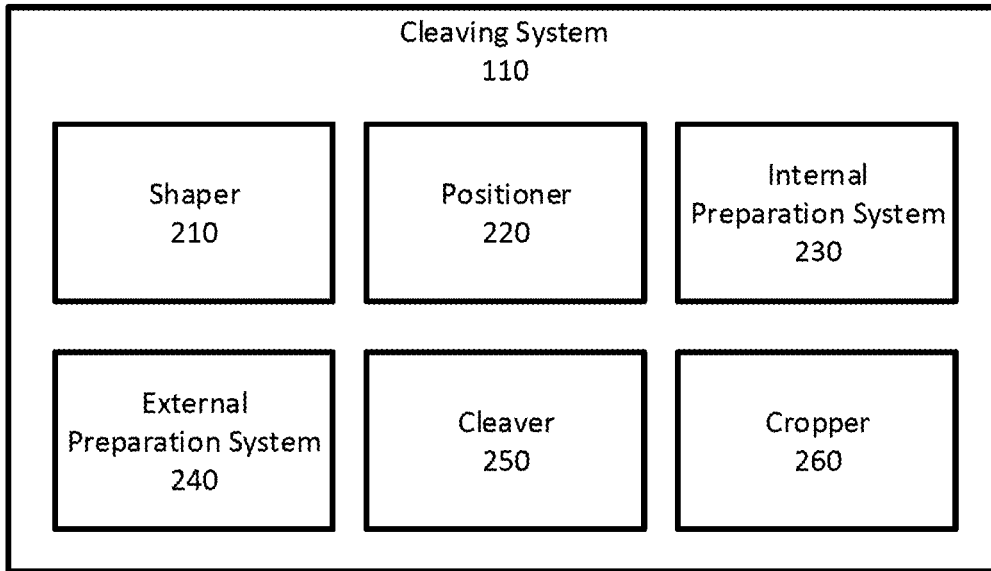 Cleaving System
110
Shaper
210
Positioner
220
Internal
Preparation System
230
External
Preparation System
240
Cleaver
250
Cropper
260